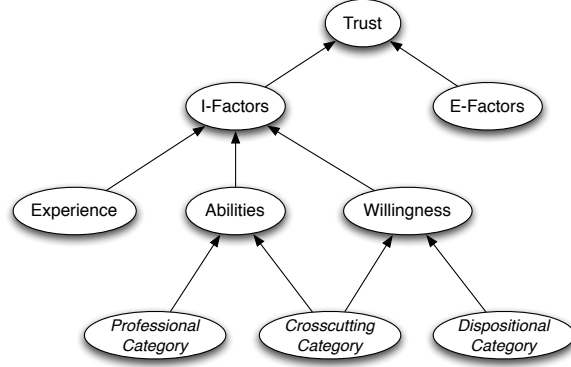 Trust
I-Factors
E-Factors
Experience
Abilities
Willingness
Professional
Category
Crosscutting
Category
Dispositional
Category